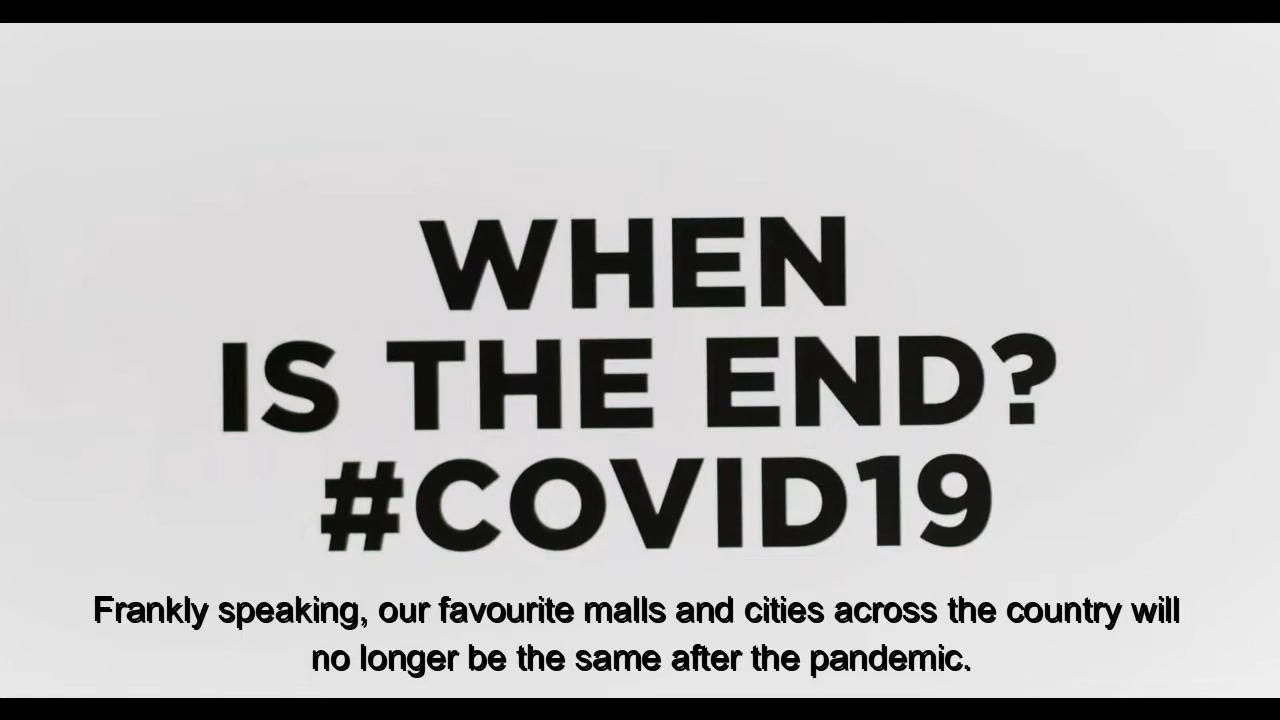 WHEN
IS THE END?
#COVID19
Frankly speaking, our favourite malls and cities across the country will
no longer be the same after the pandemic.